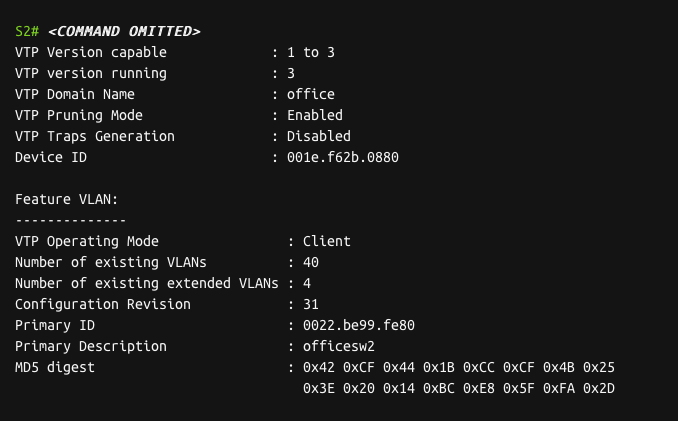 S2# <COMMAND OMITTED>
VTP Version capable : 1 to 3
VTP version running : 3
VTP Domain Name : office
VTP Pruning Mode : Enabled
VTP Traps Generation : Disabled
Device ID : 001e.f62b.0880
Feature VLAN:
--------------
VTP Operating Mode : Client
Number of existing VLANs : 40
Number of existing extended VLANs : 4
Configuration Revision : 31
Primary ID : 0022.be99.fe80
Primary Description : officesw2
MD5 digest : 0x42 0xCF 0x44 0x1B 0xCC 0xCF 0x4B 0x25
0x3E 0x20 0x14 0xBC 0xE8 0x5F 0xFA 0x2D